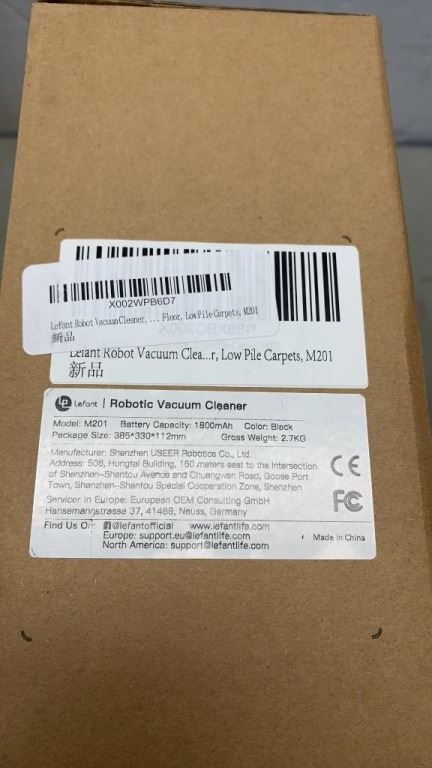 X002WPB6D7
Lefant Robot Vacuum Cleaner, ... Floor, Low Pile Carpets, M201
新品
Lefant Robot Vacuum Clea...r, Low Pile Carpets, M201
新品
Lefant | Robotic Vacuum Cleaner
Model: M201 Battery Capacity: 1800mAh Color: Black
Package Size: 385*330*112mm Gross Weight: 2.7KG
Manufacturer: Shenzhen USEER Robotics Co., Ltd.
Address: 506, Hongtai Building, 150 meters east to the Intersection
of Shenzhen-Shantou Avenue and Chuangwen Road, Goose Port
Town, Shenzhen-Shantou Special Cooperation Zone, Shenzhen
CE
FC
Servicer in Europe: European OEM Consulting GmbH
Hansemannstrasse 37, 41468, Neuss, Germany
Find Us On: @lefantofficial www.lefantlife.com
Europe: support.eu@lefantlife.com
North America: support@lefantlife.com
Made in China